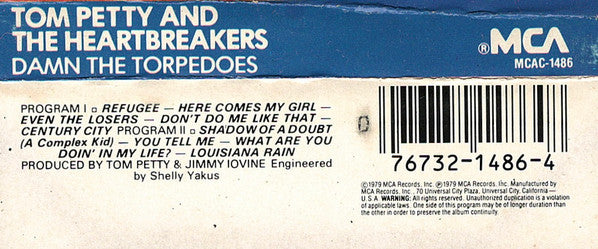 TOM PETTY AND
THE HEARTBREAKERS
DAMN THE TORPEDOES
® MCA
MCAC-1486
PROGRAM I ▫ REFUGEE — HERE COMES MY GIRL —
EVEN THE LOSERS — DON'T DO ME LIKE THAT —
CENTURY CITY PROGRAM II ▫ SHADOW OF A DOUBT
(A Complex Kid) — YOU TELL ME — WHAT ARE YOU
DOIN' IN MY LIFE? — LOUISIANA RAIN
PRODUCED BY TOM PETTY & JIMMY IOVINE Engineered
by Shelly Yakus
0
76732-1486-4
©1979 MCA Records, Inc. ℗1979 MCA Records, Inc. Manufactured by
MCA Records, Inc., 70 Universal City Plaza, Universal City, California —
U S A WARNING: All rights reserved. Unauthorized duplication is a violation
of applicable laws. One side of this program may be of longer duration than
the other in order to preserve the album continuity.